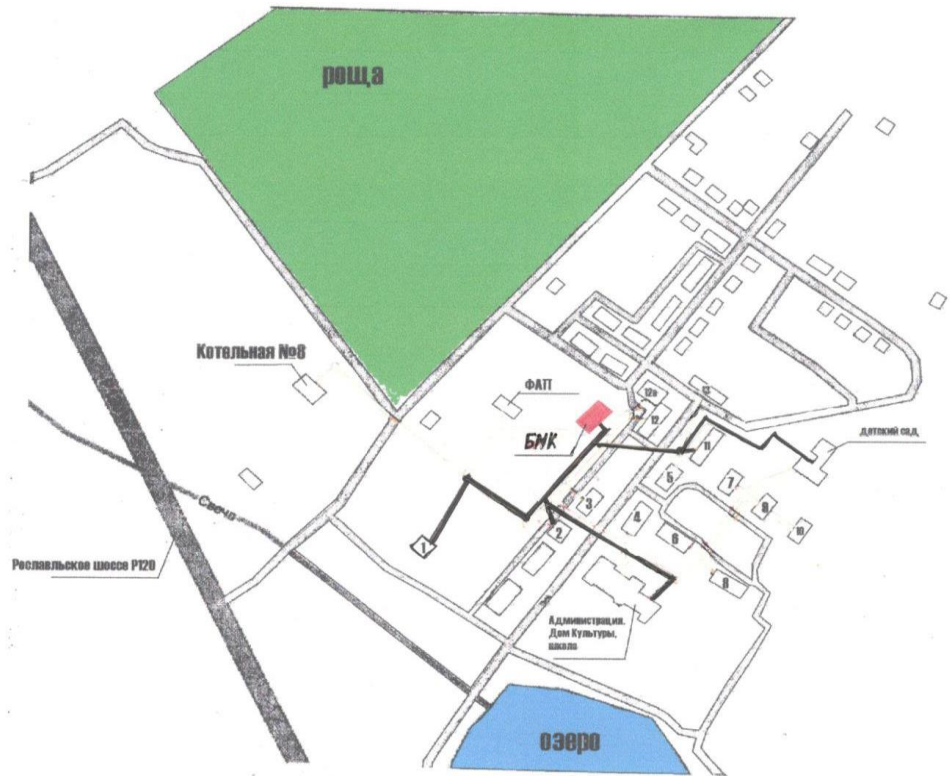 роща
Котельная №8
ФАП
БМК
12а
12
13
11
детский сад
5
7
9
10
3
4
6
2
8
1
Свеча
Рославльское шоссе Р120
Администрация.
Дом Культуры,
школа
озеро